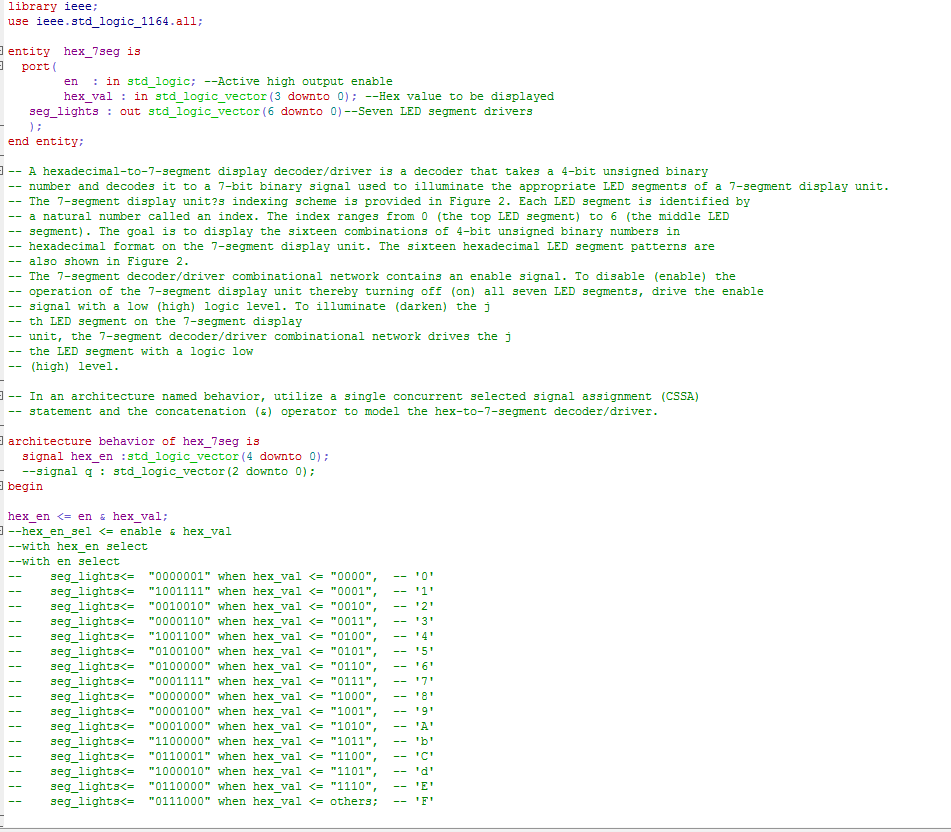 library ieee;
use ieee.std_logic_1164.all;
entity  hex_7seg is
port(
en  : in std_logic; --Active high output enable
hex_val : in std_logic_vector(3 downto 0); --Hex value to be displayed
seg_lights : out std_logic_vector(6 downto 0)--Seven LED segment drivers
);
end entity;
-- A hexadecimal-to-7-segment display decoder/driver is a decoder that takes a 4-bit unsigned binary
-- number and decodes it to a 7-bit binary signal used to illuminate the appropriate LED segments of a 7-segment display unit.
-- The 7-segment display unit?s indexing scheme is provided in Figure 2. Each LED segment is identified by
-- a natural number called an index. The index ranges from 0 (the top LED segment) to 6 (the middle LED
-- segment). The goal is to display the sixteen combinations of 4-bit unsigned binary numbers in
-- hexadecimal format on the 7-segment display unit. The sixteen hexadecimal LED segment patterns are
-- also shown in Figure 2.
-- The 7-segment decoder/driver combinational network contains an enable signal. To disable (enable) the
-- operation of the 7-segment display unit thereby turning off (on) all seven LED segments, drive the enable
-- signal with a low (high) logic level. To illuminate (darken) the j
-- th LED segment on the 7-segment display
-- unit, the 7-segment decoder/driver combinational network drives the j
-- the LED segment with a logic low
-- (high) level.
-- In an architecture named behavior, utilize a single concurrent selected signal assignment (CSSA)
-- statement and the concatenation (&) operator to model the hex-to-7-segment decoder/driver.
architecture behavior of hex_7seg is
signal hex_en :std_logic_vector(4 downto 0);
--signal q : std_logic_vector(2 downto 0);
begin
hex_en <= en & hex_val;
--hex_en_sel <= enable & hex_val
--with hex_en select
--with en select
--    seg_lights<=  "0000001" when hex_val <= "0000",  -- '0'
--    seg_lights<=  "1001111" when hex_val <= "0001",  -- '1'
--    seg_lights<=  "0010010" when hex_val <= "0010",  -- '2'
--    seg_lights<=  "0000110" when hex_val <= "0011",  -- '3'
--    seg_lights<=  "1001100" when hex_val <= "0100",  -- '4'
--    seg_lights<=  "0100100" when hex_val <= "0101",  -- '5'
--    seg_lights<=  "0100000" when hex_val <= "0110",  -- '6'
--    seg_lights<=  "0001111" when hex_val <= "0111",  -- '7'
--    seg_lights<=  "0000000" when hex_val <= "1000",  -- '8'
--    seg_lights<=  "0000100" when hex_val <= "1001",  -- '9'
--    seg_lights<=  "0001000" when hex_val <= "1010",  -- 'A'
--    seg_lights<=  "1100000" when hex_val <= "1011",  -- 'b'
--    seg_lights<=  "0110001" when hex_val <= "1100",  -- 'C'
--    seg_lights<=  "1000010" when hex_val <= "1101",  -- 'd'
--    seg_lights<=  "0110000" when hex_val <= "1110",  -- 'E'
--    seg_lights<=  "0111000" when hex_val <= others;  -- 'F'